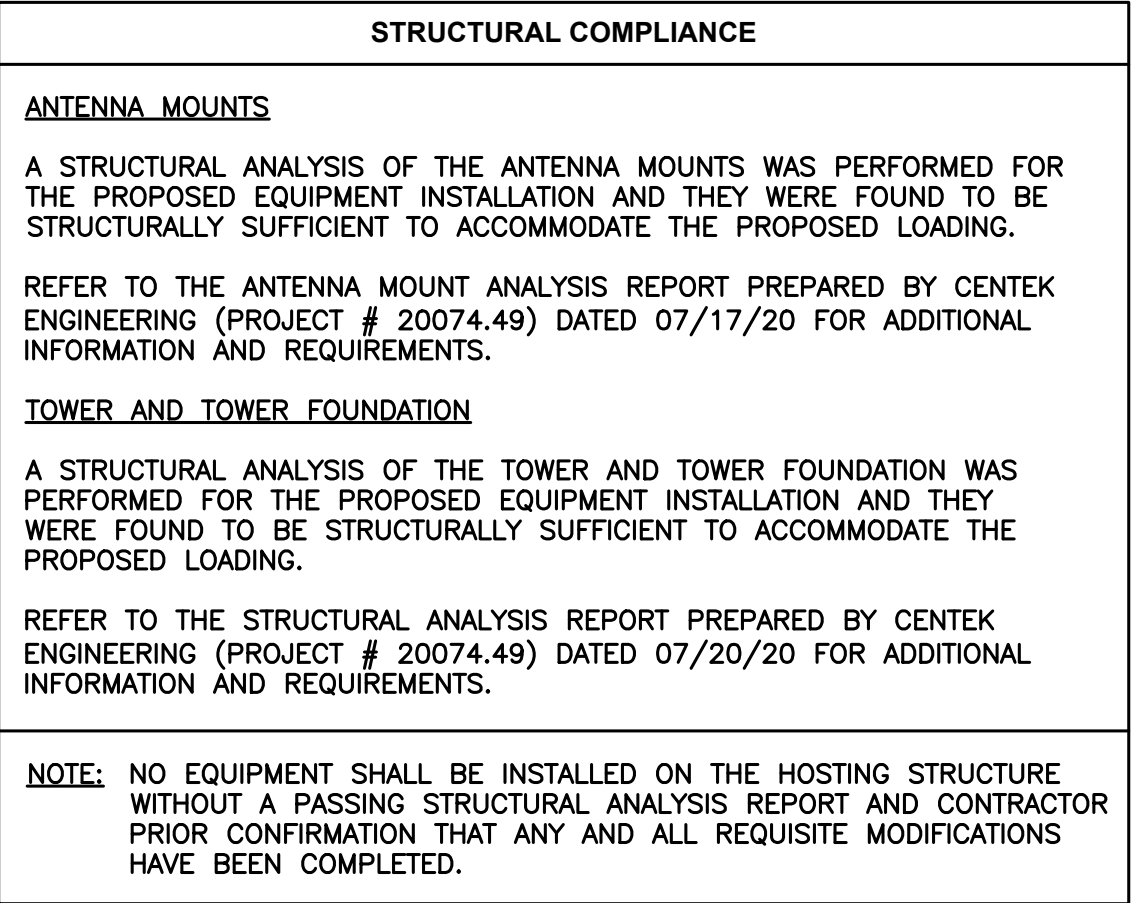 STRUCTURAL COMPLIANCE
ANTENNA MOUNTS
A STRUCTURAL ANALYSIS OF THE ANTENNA MOUNTS WAS PERFORMED FOR
THE PROPOSED EQUIPMENT INSTALLATION AND THEY WERE FOUND TO BE
STRUCTURALLY SUFFICIENT TO ACCOMMODATE THE PROPOSED LOADING.
REFER TO THE ANTENNA MOUNT ANALYSIS REPORT PREPARED BY CENTEK
ENGINEERING (PROJECT # 20074.49) DATED 07/17/20 FOR ADDITIONAL
INFORMATION AND REQUIREMENTS.
TOWER AND TOWER FOUNDATION
A STRUCTURAL ANALYSIS OF THE TOWER AND TOWER FOUNDATION WAS
PERFORMED FOR THE PROPOSED EQUIPMENT INSTALLATION AND THEY
WERE FOUND TO BE STRUCTURALLY SUFFICIENT TO ACCOMMODATE THE
PROPOSED LOADING.
REFER TO THE STRUCTURAL ANALYSIS REPORT PREPARED BY CENTEK
ENGINEERING (PROJECT # 20074.49) DATED 07/20/20 FOR ADDITIONAL
INFORMATION AND REQUIREMENTS.
NOTE: NO EQUIPMENT SHALL BE INSTALLED ON THE HOSTING STRUCTURE
WITHOUT A PASSING STRUCTURAL ANALYSIS REPORT AND CONTRACTOR
PRIOR CONFIRMATION THAT ANY AND ALL REQUISITE MODIFICATIONS
HAVE BEEN COMPLETED.